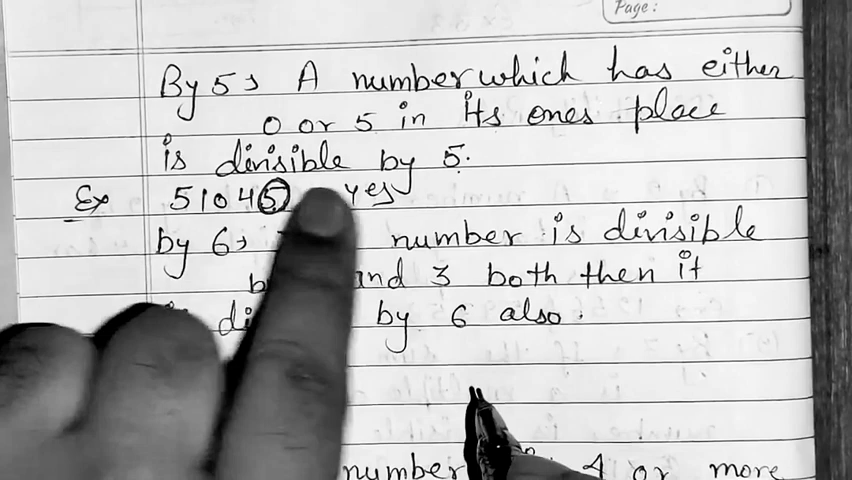 Page:
By 5→ A number which has either
0 or 5 in its ones place
is divisible by 5.
Ex 51045 yes
by 6→ number is divisible
and 3 both then it
by 6 also.
number 4 or more